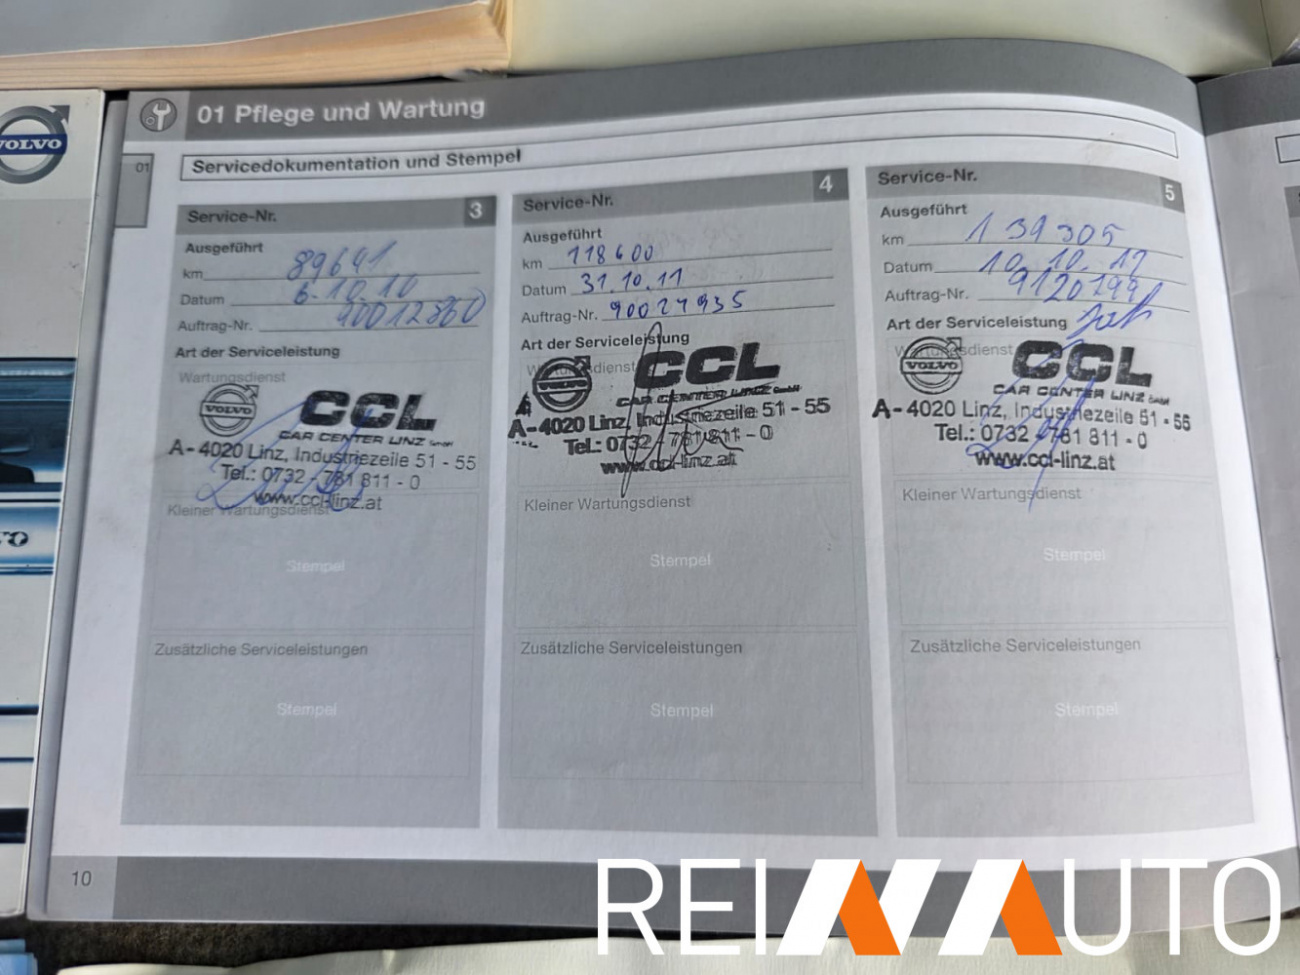 VOLVO
01 Pflege und Wartung
01
Servicedokumentation und Stempel
Service-Nr. 3
Ausgeführt
km 89641
Datum 6.10.10
Auftrag-Nr. 90012860
Art der Serviceleistung
Wartungsdienst
VOLVO
CCL
CAR CENTER LINZ GmbH
A-4020 Linz, Industriezeile 51 - 55
Tel.: 0732 - 781 811 - 0
www.ccl-linz.at
Kleiner Wartungsdienst
Stempel
Zusätzliche Serviceleistungen
Stempel
Service-Nr. 4
Ausgeführt
km 118600
Datum 31.10.11
Auftrag-Nr. 90027935
Art der Serviceleistung
Wartungsdienst
VOLVO
CCL
CAR CENTER LINZ GmbH
A-4020 Linz, Industriezeile 51 - 55
Tel.: 0732 - 781 811 - 0
www.ccl-linz.at
Kleiner Wartungsdienst
Stempel
Zusätzliche Serviceleistungen
Stempel
Service-Nr. 5
Ausgeführt
km 139305
Datum 10.10.12
Auftrag-Nr.
Art der Serviceleistung
Wartungsdienst
VOLVO
CCL
CAR CENTER LINZ GmbH
A-4020 Linz, Industriezeile 51 - 55
Tel.: 0732 - 781 811 - 0
www.ccl-linz.at
Kleiner Wartungsdienst
Stempel
Zusätzliche Serviceleistungen
Stempel
10
REINAUTO